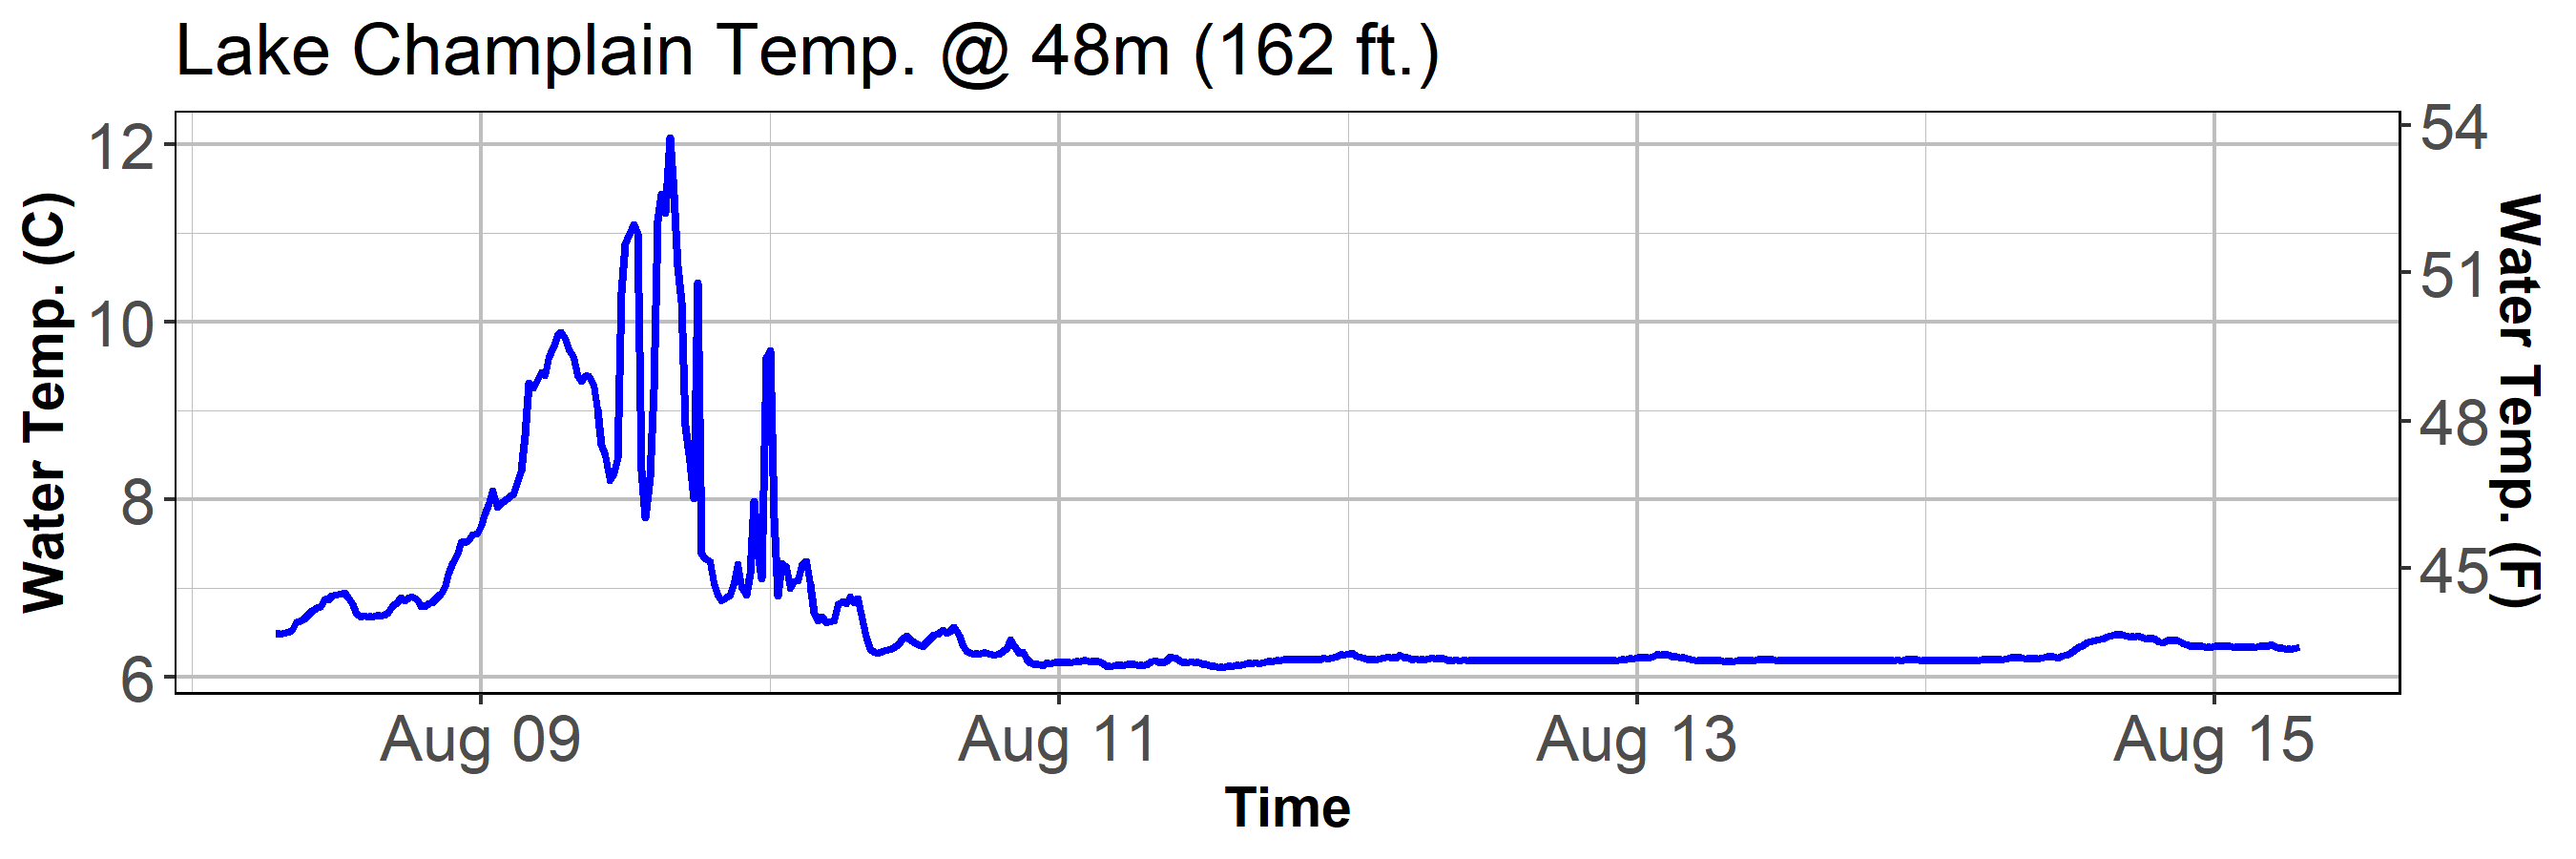 Lake Champlain Temp. @ 48m (162 ft.)
12
10
8
6
Water Temp. (C)
54
51
48
45
Water Temp. (F)
Aug 09 Aug 11 Aug 13 Aug 15
Time